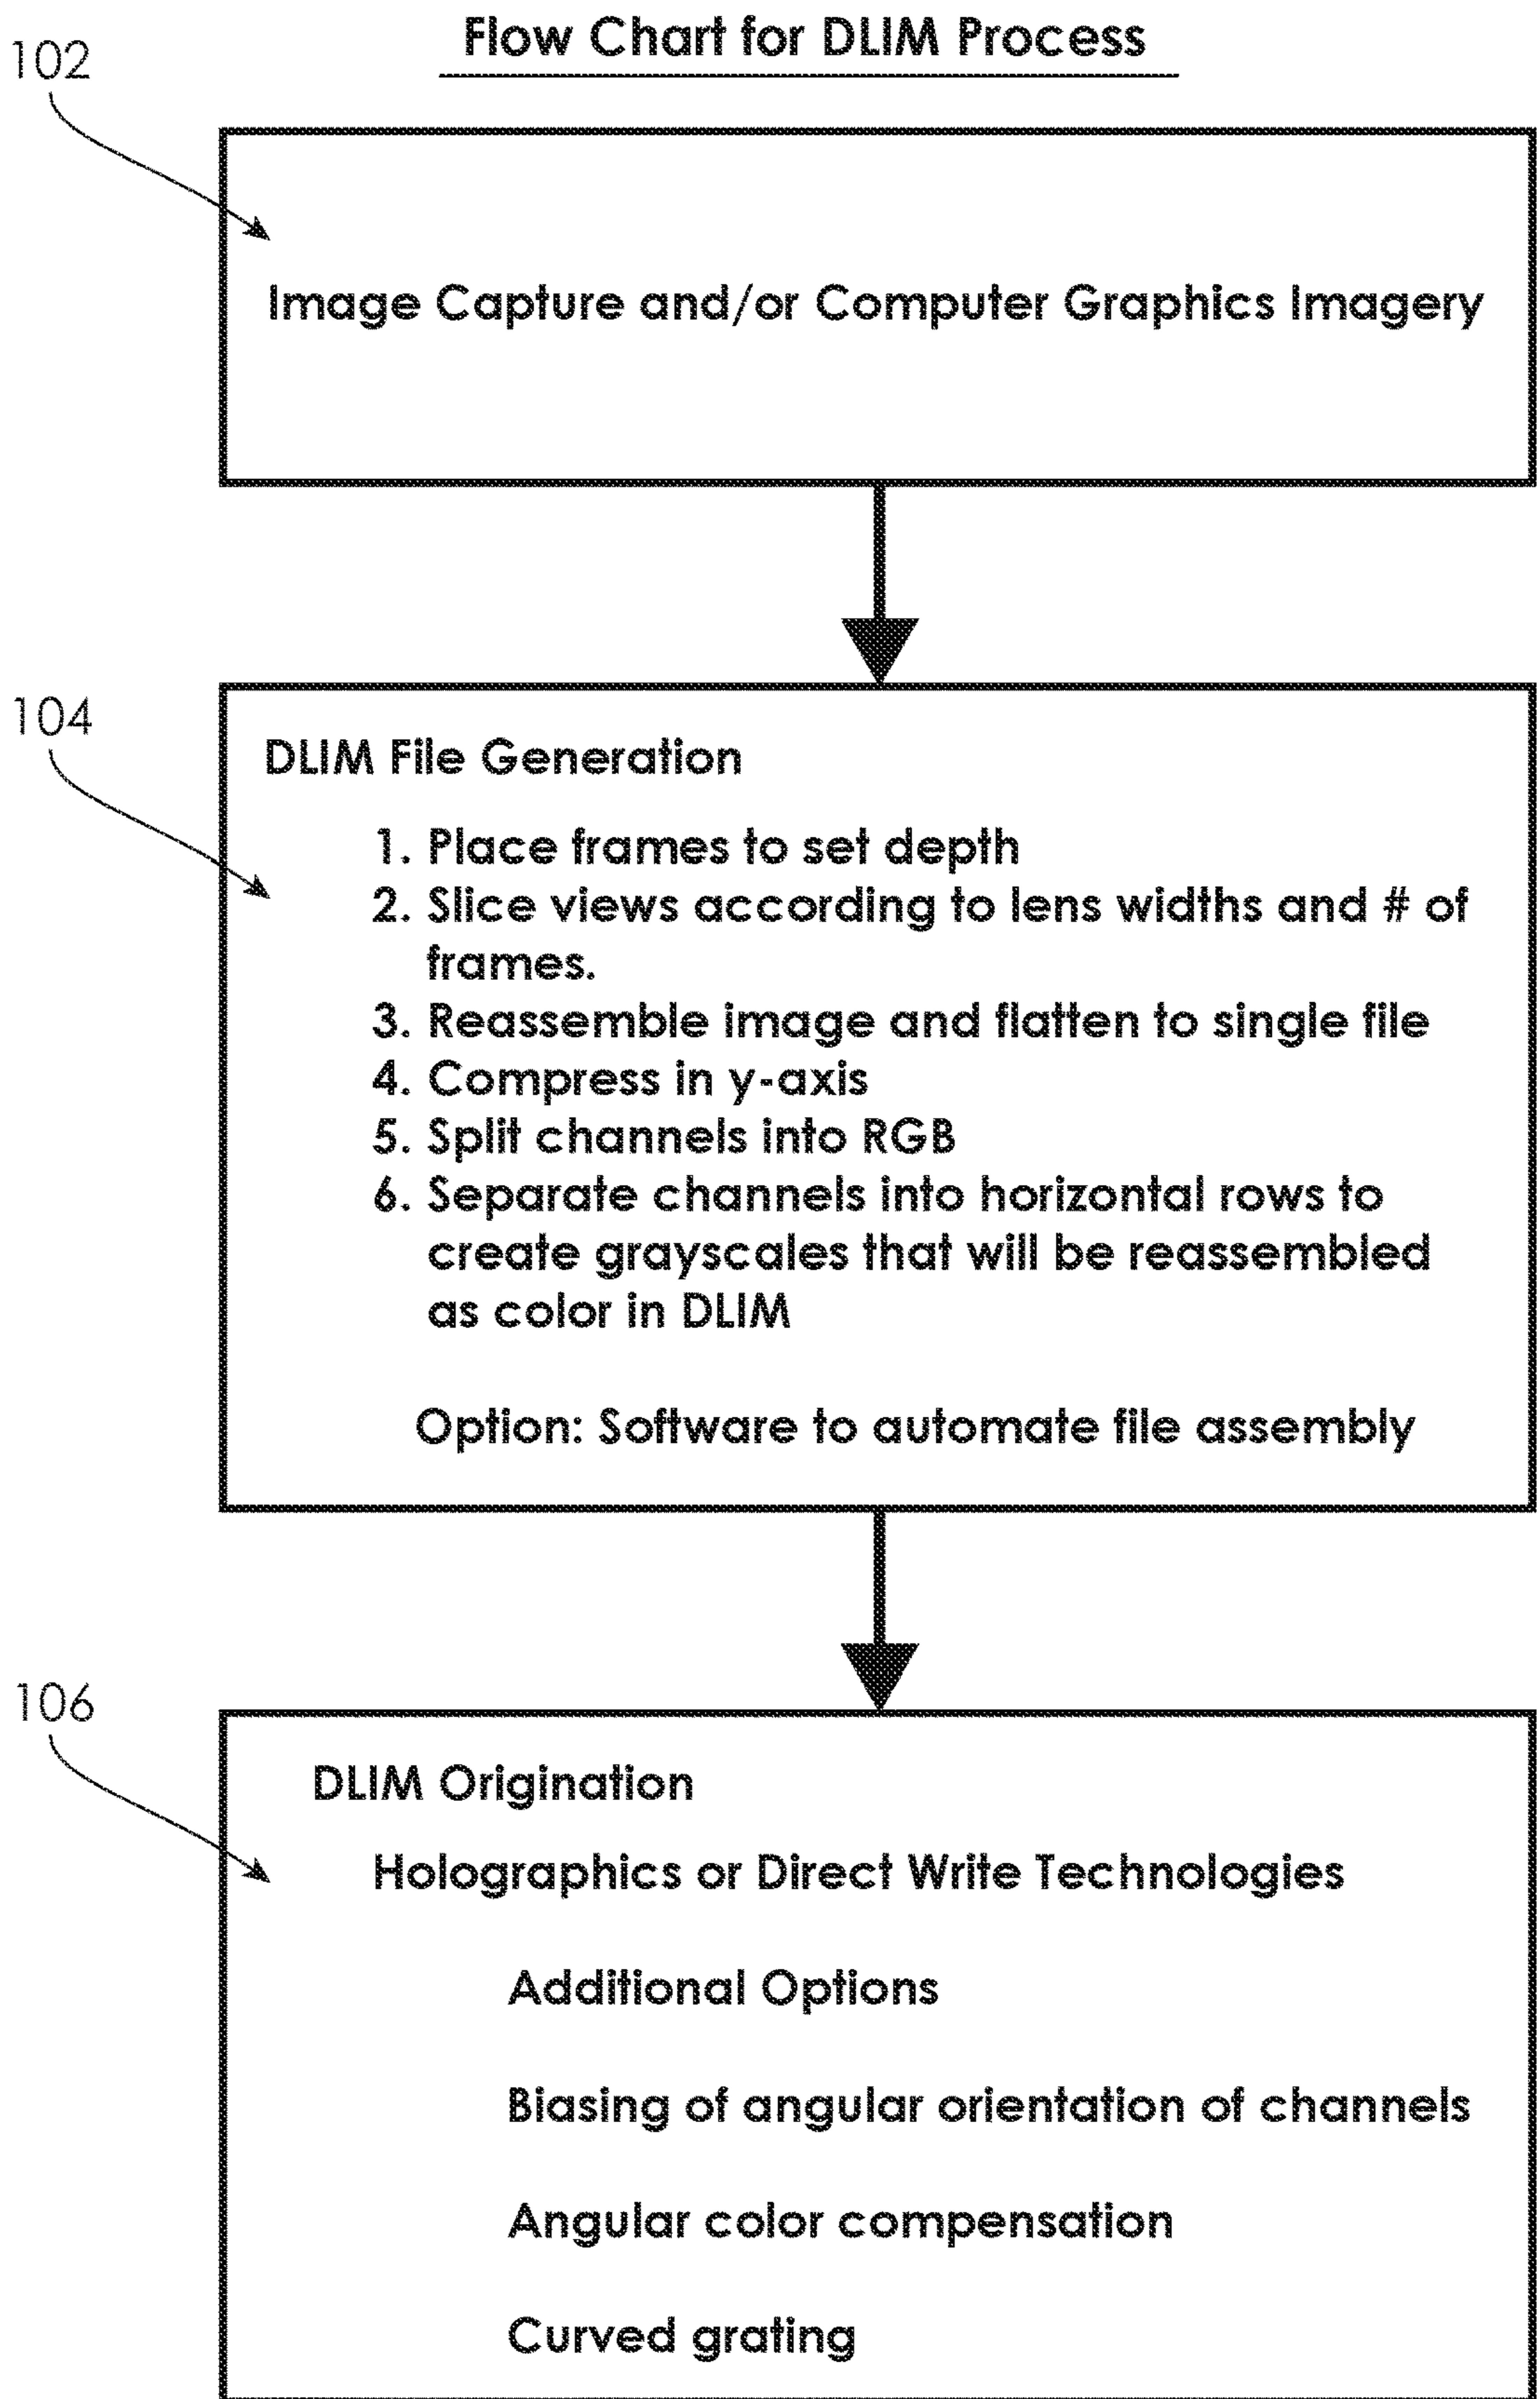 Flow Chart for DLIM Process
102
Image Capture and/or Computer Graphics Imagery
104
DLIM File Generation
1. Place frames to set depth
2. Slice views according to lens widths and # of
frames.
3. Reassemble image and flatten to single file
4. Compress in y-axis
5. Split channels into RGB
6. Separate channels into horizontal rows to
create grayscales that will be reassembled
as color in DLIM
Option: Software to automate file assembly
106
DLIM Origination
Holographics or Direct Write Technologies
Additional Options
Biasing of angular orientation of channels
Angular color compensation
Curved grating